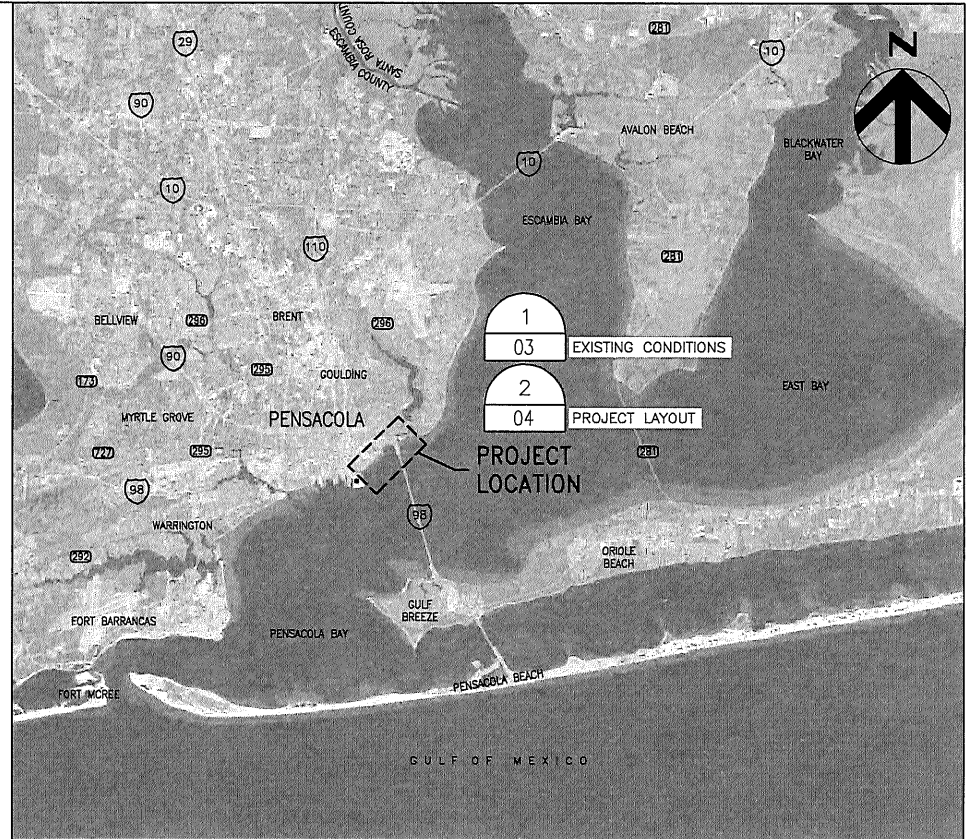 29
281
10
N
SANTA ROSA COUNTY
ESCAMBIA COUNTY
90
AVALON BEACH
BLACKWATER
BAY
10
10
ESCAMBIA BAY
110
281
BELLVIEW
296
BRENT
296
1
03
EXISTING CONDITIONS
90
295
GOULDING
2
04
PROJECT LAYOUT
EAST BAY
173
MYRTLE GROVE
PENSACOLA
727
295
PROJECT
LOCATION
281
98
98
WARRINGTON
292
ORIOLE
BEACH
GULF
BREEZE
FORT BARRANCAS
PENSACOLA BAY
PENSACOLA BEACH
FORT MCREE
GULF OF MEXICO